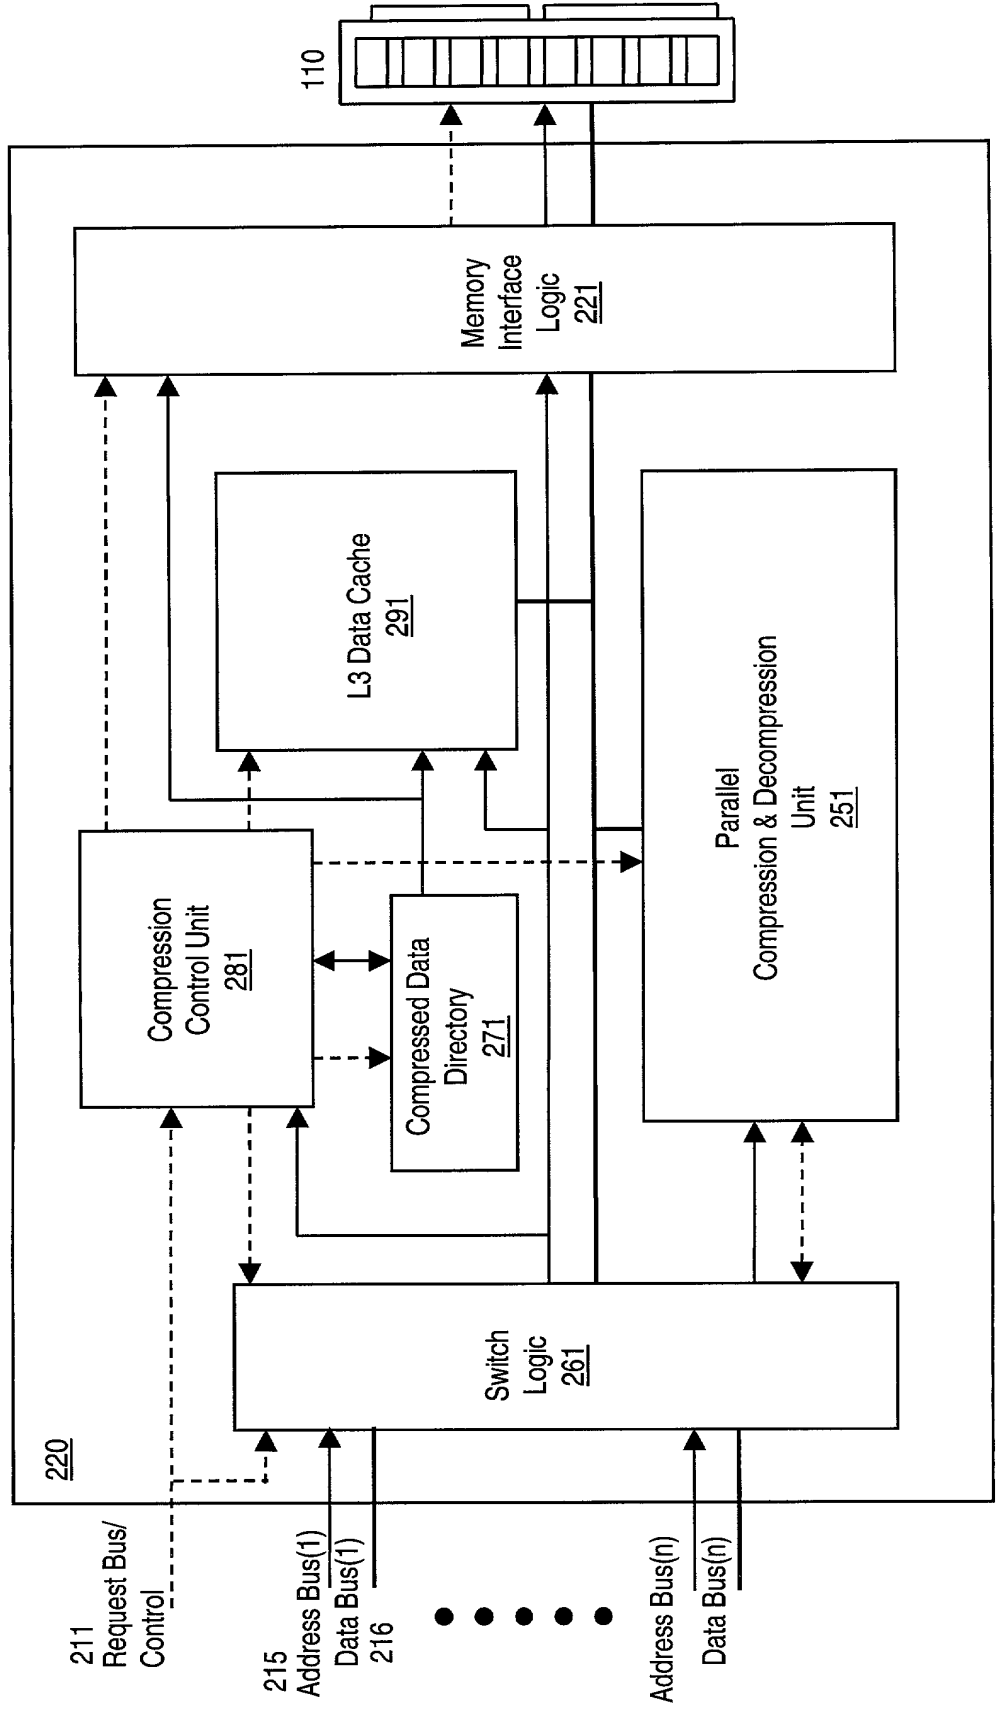 220
211
Request Bus/
Control
215
Address Bus(1)
Data Bus(1)
216
Address Bus(n)
Data Bus(n)
Switch
Logic
261
Compression
Control Unit
281
Compressed Data
Directory
271
L3 Data Cache
291
Parallel
Compression & Decompression
Unit
251
Memory
Interface
Logic
221
110